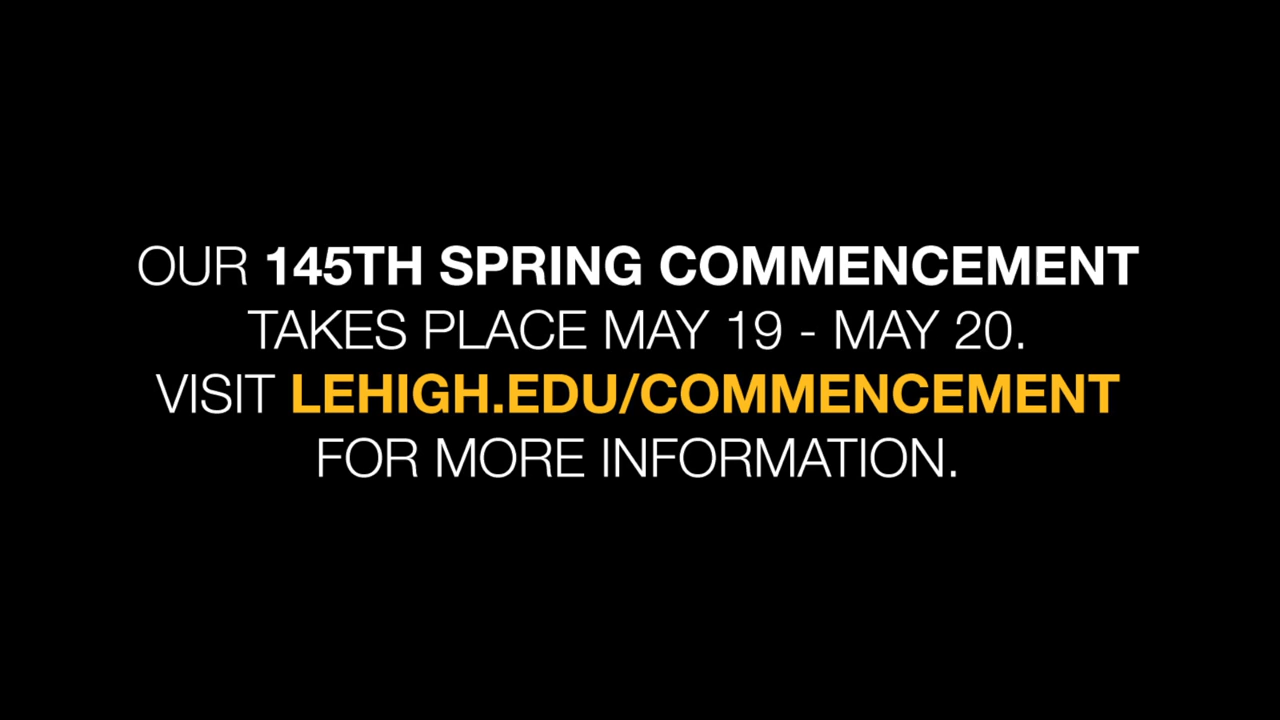 OUR 145TH SPRING COMMENCEMENT
TAKES PLACE MAY 19 - MAY 20.
VISIT LEHIGH.EDU/COMMENCEMENT
FOR MORE INFORMATION.